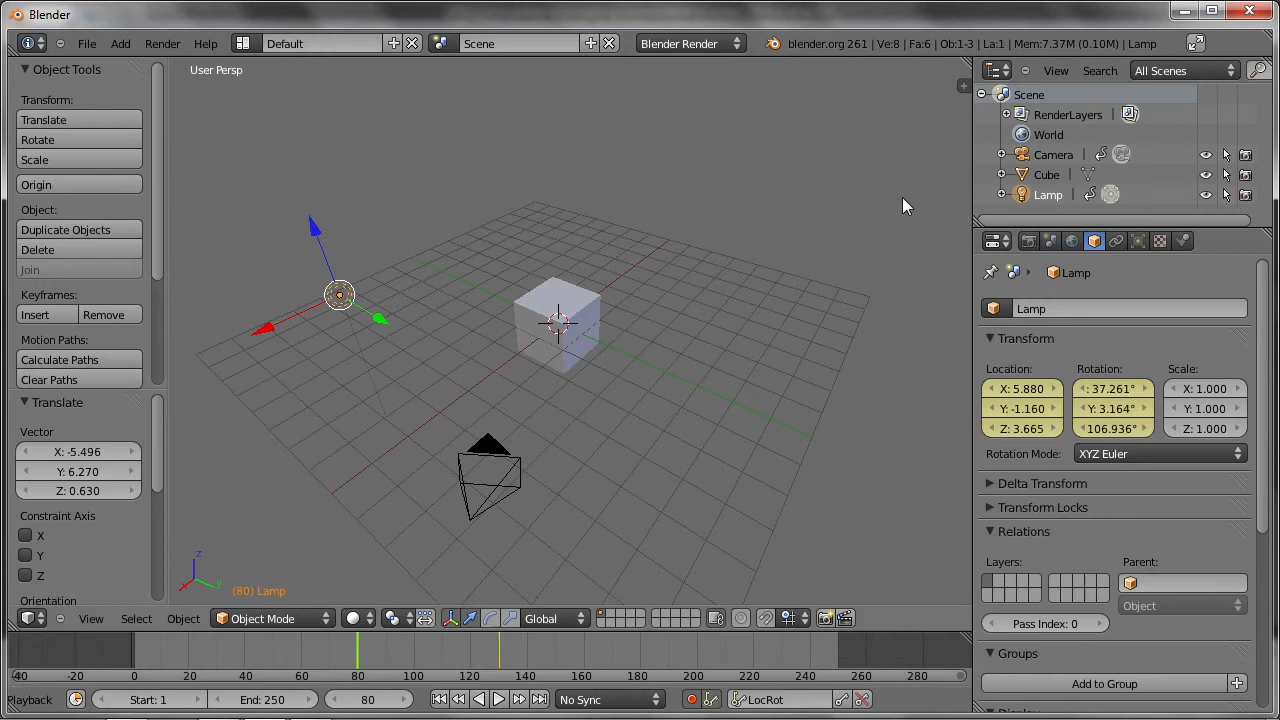 Blender
File Add Render Help Default Scene Blender Render blender.org 261 | Ve:8 | Fa:6 | Ob:1-3 | La:1 | Mem:7.37M (0.10M) | Lamp
Object Tools
Transform:
Translate
Rotate
Scale
Origin
Object:
Duplicate Objects
Delete
Join
Keyframes:
Insert Remove
Motion Paths:
Calculate Paths
Clear Paths
Translate
Vector
X: -5.496
Y: 6.270
Z: 0.630
Constraint Axis
X
Y
Z
Orientation
User Persp
z
x y
(80) Lamp
View Select Object Object Mode Global
View Search All Scenes
Scene
RenderLayers |
World
Camera |
Cube |
Lamp |
Lamp
Lamp
Transform
Location: Rotation: Scale:
X: 5.880 : 37.261° X: 1.000
Y: -1.160 Y: 3.164° Y: 1.000
Z: 3.665 106.936° Z: 1.000
Rotation Mode: XYZ Euler
Delta Transform
Transform Locks
Relations
Layers: Parent:
Object
Pass Index: 0
Groups
Add to Group
-40 -20 0 20 40 60 80 100 120 140 160 180 200 220 240 260 280
Playback Start: 1 End: 250 80 No Sync LocRot